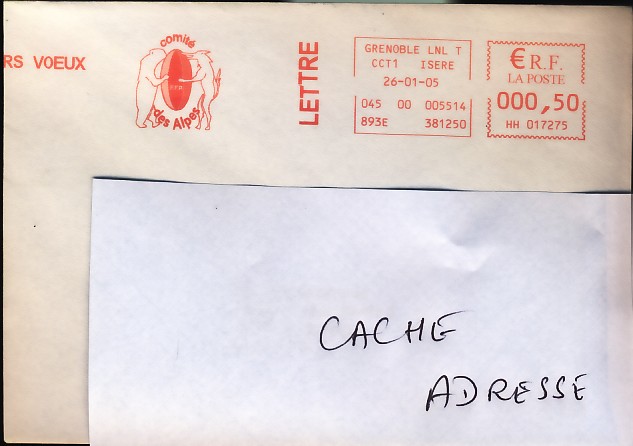 RS VOEUX
comité
F.F.R.
des Alpes
LETTRE
GRENOBLE LNL T
CCT1 ISERE
26-01-05
045 00 005514
893E 381250
€ R.F.
LA POSTE
000,50
HH 017275
CACHE
ADRESSE